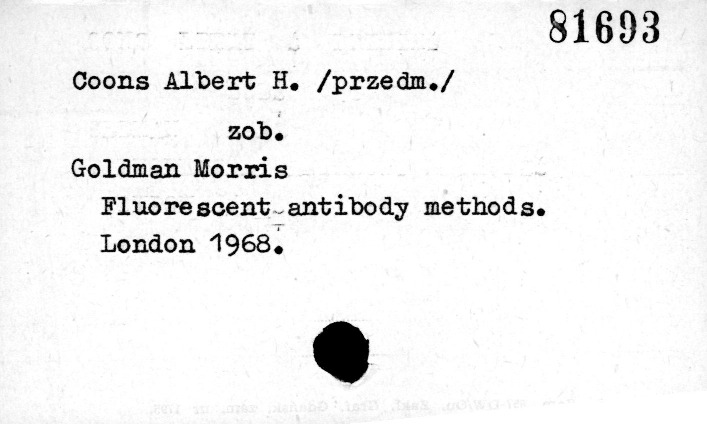 81693
Coons Albert H. /przedm./
zob.
Goldman Morris
Fluorescent antibody methods.
London 1968.